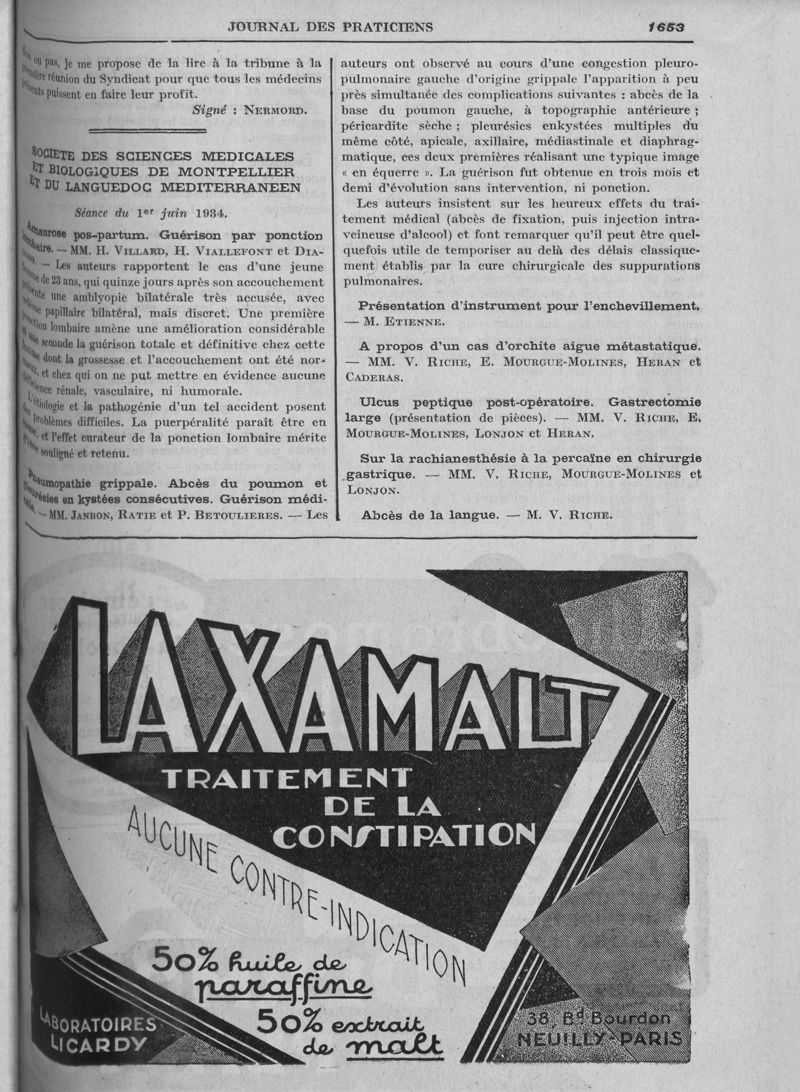 JOURNAL DES PRATICIENS 1653
ou pas, je me propose de la lire à la tribune à la
réunion du Syndicat pour que tous les médecins
puissent en faire leur profit.
Signé : NERMORD.
SOCIETE DES SCIENCES MEDICALES
ET BIOLOGIQUES DE MONTPELLIER
ET DU LANGUEDOC MEDITERRANEEN
Séance du 1er juin 1934.
Amaurose pos-partum. Guérison par ponction
— MM. H. VILLARD, H. VIALLEFONT et DIA-
— Les auteurs rapportent le cas d'une jeune
de 23 ans, qui quinze jours après son accouchement
une amblyopie bilatérale très accusée, avec
papillaire bilatéral, mais discret. Une première
lombaire amène une amélioration considérable
seconde la guérison totale et définitive chez cette
dont la grossesse et l'accouchement ont été nor-
et chez qui on ne put mettre en évidence aucune
rénale, vasculaire, ni humorale.
et la pathogénie d'un tel accident posent
problèmes difficiles. La puerpéralité paraît être en
et l'effet curateur de la ponction lombaire mérite
souligné et retenu.
Pneumopathie grippale. Abcès du poumon et
en kystées consécutives. Guérison médi-
— MM. JANBON, RATIE et P. BETOULIERES. — Les
auteurs ont observé au cours d'une congestion pleuro-
pulmonaire gauche d'origine grippale l'apparition à peu
près simultanée des complications suivantes : abcès de la
base du poumon gauche, à topographie antérieure ;
péricardite sèche ; pleurésies enkystées multiples du
même côté, apicale, axillaire, médiastinale et diaphrag-
matique, ces deux premières réalisant une typique image
« en équerre ». La guérison fut obtenue en trois mois et
demi d'évolution sans intervention, ni ponction.
Les auteurs insistent sur les heureux effets du trai-
tement médical (abcès de fixation, puis injection intra-
veineuse d'alcool) et font remarquer qu'il peut être quel-
quefois utile de temporiser au delà des délais classique-
ment établis par la cure chirurgicale des suppurations
pulmonaires.
Présentation d'instrument pour l'enchevillement.
— M. ETIENNE.
A propos d'un cas d'orchite aigue métastatique.
— MM. V. RICHE, E. MOURGUE-MOLINES, HERAN et
CADERAS.
Ulcus peptique post-opératoire. Gastrectomie
large (présentation de pièces). — MM. V. RICHE, E.
MOURGUE-MOLINES, LONJON et HERAN.
Sur la rachianesthésie à la percaïne en chirurgie
gastrique. — MM. V. RICHE, MOURGUE-MOLINES et
LONJON.
Abcès de la langue. — M. V. RICHE.
LAXAMALT
TRAITEMENT
DE LA
CONSTIPATION
AUCUNE CONTRE-INDICATION
50% huile de
paraffine
50% extrait
de malt
LABORATOIRES
LICARDY
38, Bd Bourdon
NEUILLY-PARIS